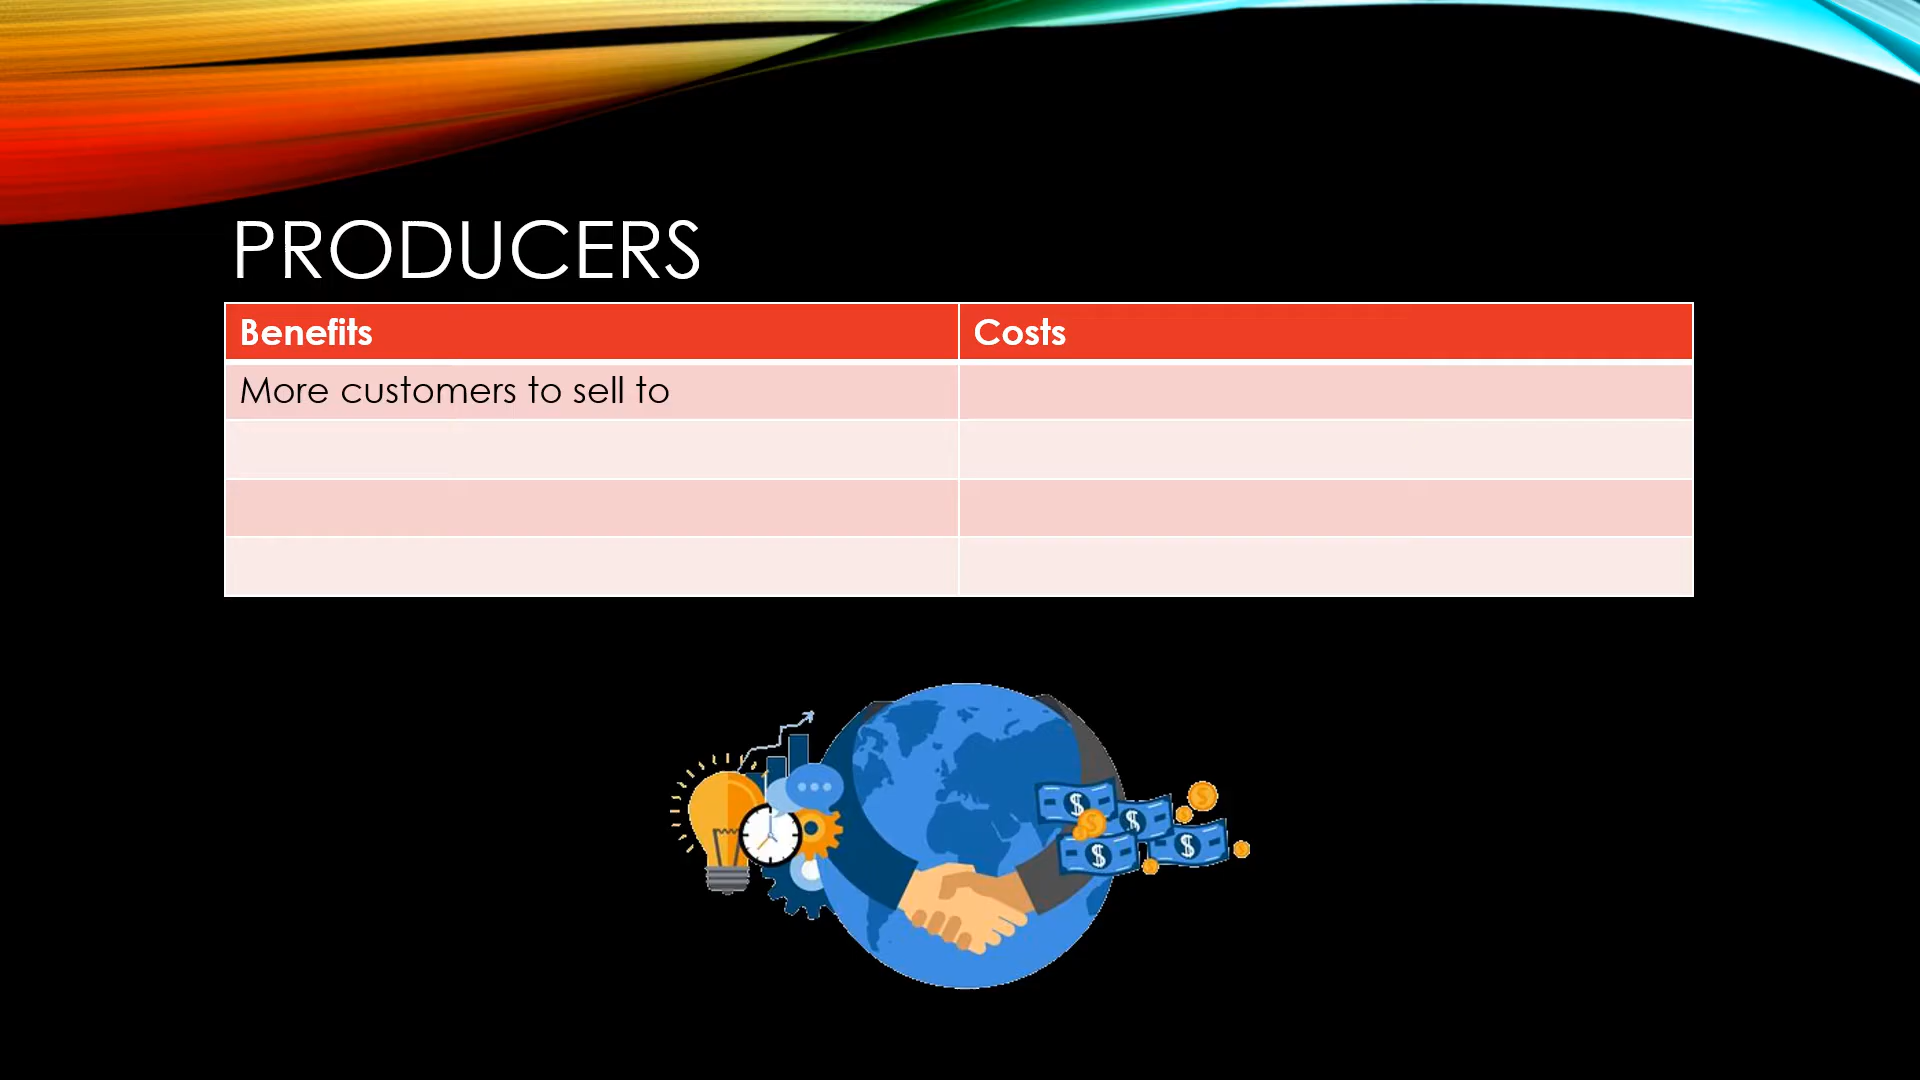 PRODUCERS
Benefits
Costs
More customers to sell to
$
$
$
$
$
$